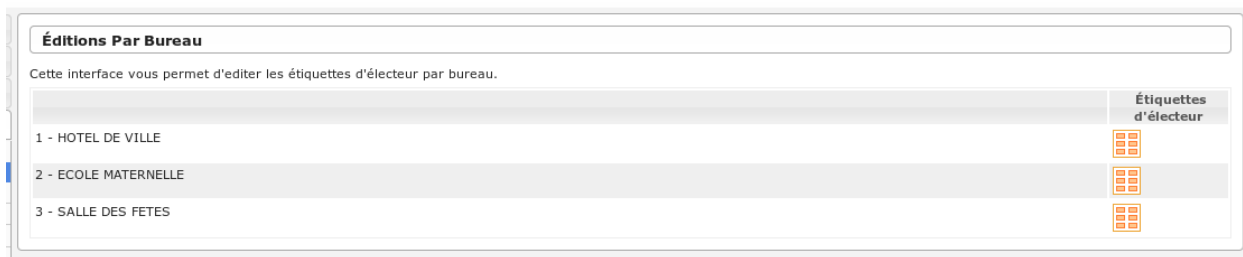 Éditions Par Bureau
Cette interface vous permet d'editer les étiquettes d'électeur par bureau.
Étiquettes
d'électeur
1 - HOTEL DE VILLE
2 - ECOLE MATERNELLE
3 - SALLE DES FETES